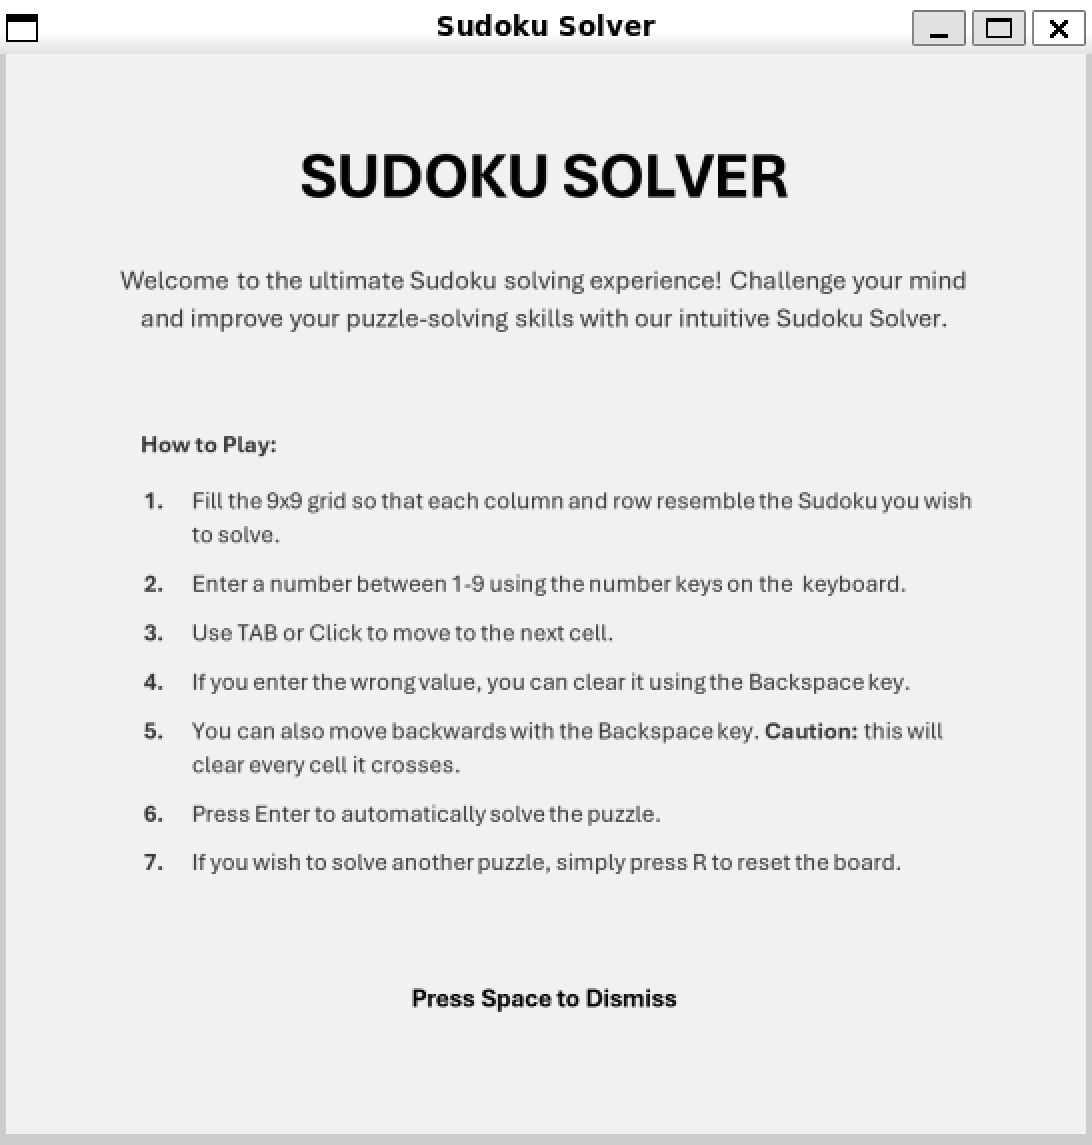 Sudoku Solver
SUDOKU SOLVER
Welcome to the ultimate Sudoku solving experience! Challenge your mind
and improve your puzzle-solving skills with our intuitive Sudoku Solver.
How to Play:
1. Fill the 9x9 grid so that each column and row resemble the Sudoku you wish
to solve.
2. Enter a number between 1-9 using the number keys on the keyboard.
3. Use TAB or Click to move to the next cell.
4. If you enter the wrong value, you can clear it using the Backspace key.
5. You can also move backwards with the Backspace key. Caution: this will
clear every cell it crosses.
6. Press Enter to automatically solve the puzzle.
7. If you wish to solve another puzzle, simply press R to reset the board.
Press Space to Dismiss